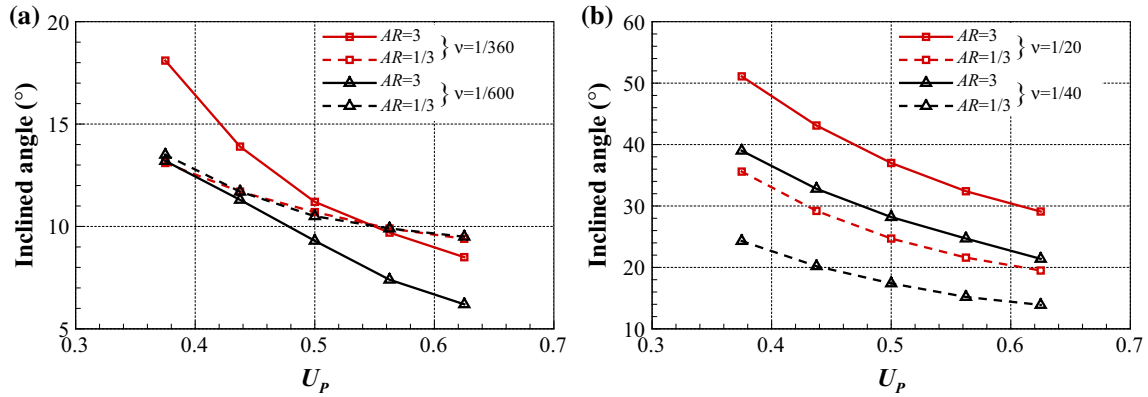 (a)
20
15
10
5
Inclined angle (°)
0.3 0.4 0.5 0.6 0.7
U_P
AR=3
AR=1/3
} ν=1/360
AR=3
AR=1/3
} ν=1/600
(b)
60
50
40
30
20
10
Inclined angle (°)
0.3 0.4 0.5 0.6 0.7
U_P
AR=3
AR=1/3
} ν=1/20
AR=3
AR=1/3
} ν=1/40